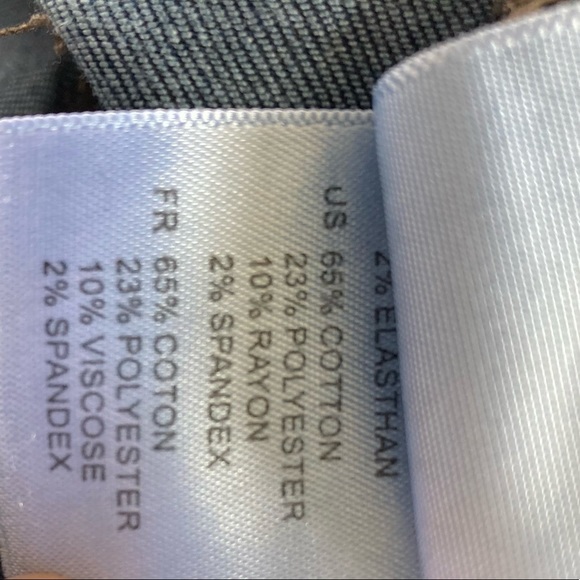 2% ELASTHAN
US 65% COTTON
23% POLYESTER
10% RAYON
2% SPANDEX
FR 65% COTON
23% POLYESTER
10% VISCOSE
2% SPANDEX